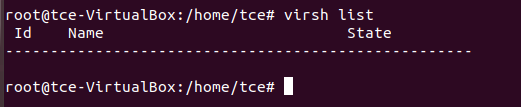 root@tce-VirtualBox:/home/tce# virsh list
 Id    Name                           State
----------------------------------------------------

root@tce-VirtualBox:/home/tce#